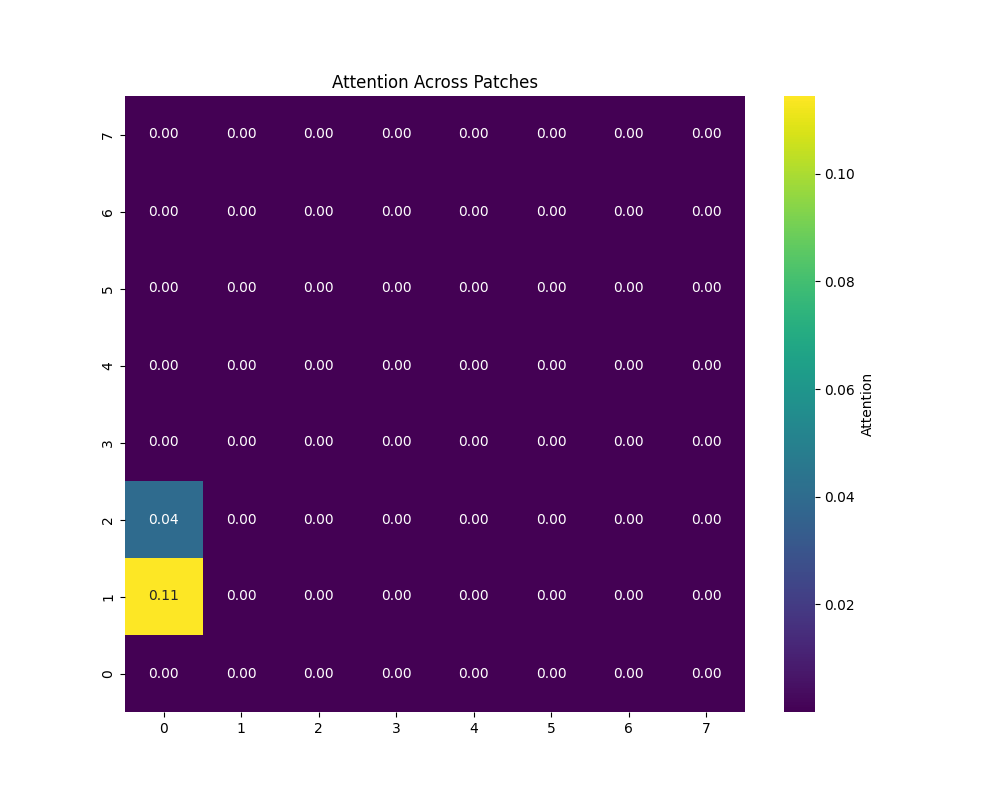 Attention Across Patches
7 0.00 0.00 0.00 0.00 0.00 0.00 0.00 0.00
6 0.00 0.00 0.00 0.00 0.00 0.00 0.00 0.00
5 0.00 0.00 0.00 0.00 0.00 0.00 0.00 0.00
4 0.00 0.00 0.00 0.00 0.00 0.00 0.00 0.00
3 0.00 0.00 0.00 0.00 0.00 0.00 0.00 0.00
2 0.04 0.00 0.00 0.00 0.00 0.00 0.00 0.00
1 0.11 0.00 0.00 0.00 0.00 0.00 0.00 0.00
0 0.00 0.00 0.00 0.00 0.00 0.00 0.00 0.00
0 1 2 3 4 5 6 7
0.10
0.08
0.06
0.04
0.02
Attention